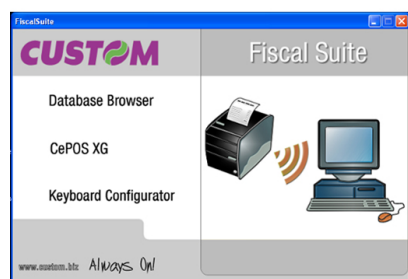 FiscalSuite
CUSTOM
Fiscal Suite
Database Browser
CePOS XG
Keyboard Configurator
www.custom.biz Always On!